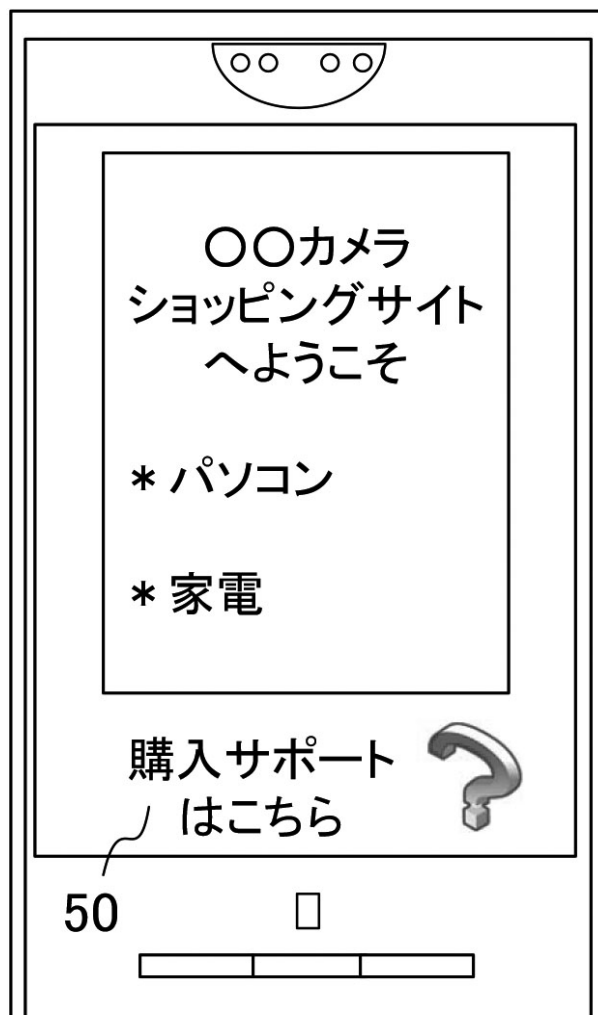 〇〇カメラ
ショッピングサイト
へようこそ
* パソコン
* 家電
購入サポート
はこちら
50